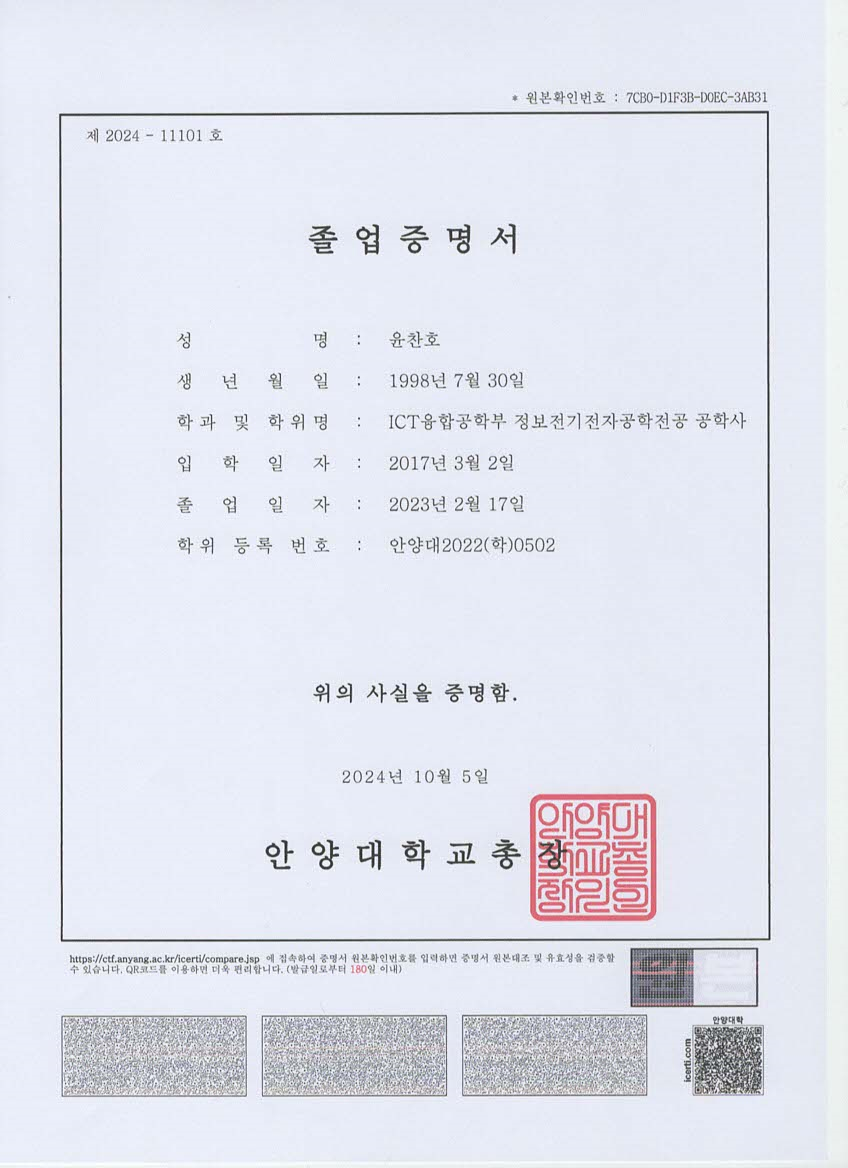 * 원본확인번호 : 7CB0-D1F3B-D0EC-3AB31
제 2024 - 11101 호
졸업증명서
성 명 : 윤찬호
생 년 월 일 : 1998년 7월 30일
학과 및 학위명 : ICT융합공학부 정보전기전자공학전공 공학사
입 학 일 자 : 2017년 3월 2일
졸 업 일 자 : 2023년 2월 17일
학위 등록 번호 : 안양대2022(학)0502
위의 사실을 증명함.
2024년 10월 5일
안양대학교총장
안양대
학교총
장인
https://ctf.anyang.ac.kr/icerti/compare.jsp 에 접속하여 증명서 원본확인번호를 입력하면 증명서 원본대조 및 유효성을 검증할
수 있습니다. QR코드를 이용하면 더욱 편리합니다. (발급일로부터 180일 이내)
원본
안양대학
icerti.com